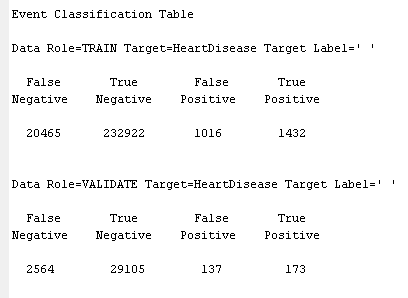 Event Classification Table
Data Role=TRAIN Target=HeartDisease Target Label=' '
False True False True
Negative Negative Positive Positive
20465 232922 1016 1432
Data Role=VALIDATE Target=HeartDisease Target Label=' '
False True False True
Negative Negative Positive Positive
2564 29105 137 173